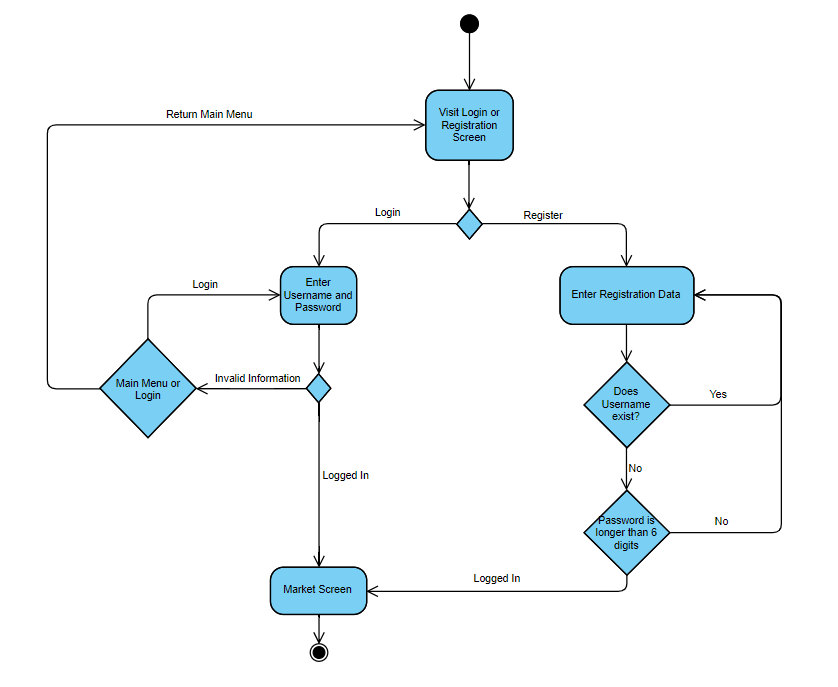 Return Main Menu
Visit Login or
Registration
Screen
Login
Register
Enter
Username and
Password
Login
Enter Registration Data
Main Menu or
Login
Invalid Information
Does
Username
exist?
Yes
No
Logged In
Password is
longer than 6
digits
No
Logged In
Market Screen